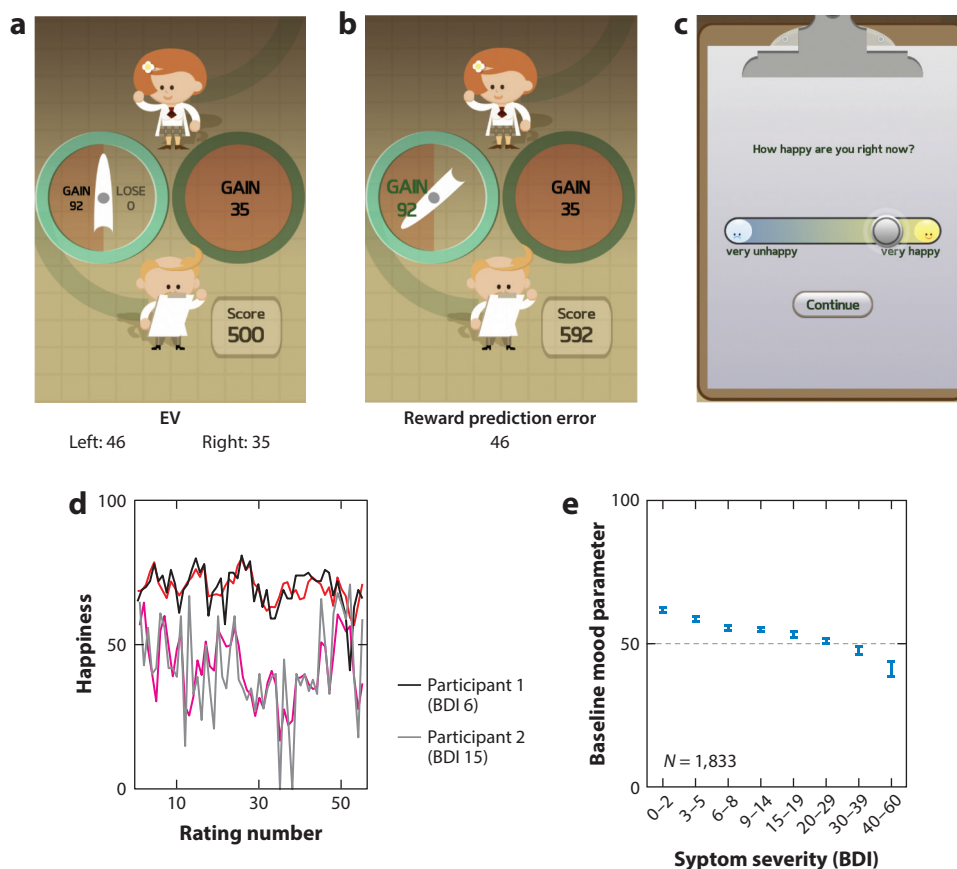 a
GAIN
92
LOSE
0
GAIN
35
Score
500
EV
Left: 46
Right: 35
b
GAIN
92
GAIN
35
Score
592
Reward prediction error
46
c
How happy are you right now?
very unhappy
very happy
Continue
d
100
50
0
Happiness
10
30
50
Rating number
Participant 1
(BDI 6)
Participant 2
(BDI 15)
e
100
50
0
Baseline mood parameter
N = 1,833
0–2
3–5
6–8
9–14
15–19
20–29
30–39
40–60
Syptom severity (BDI)